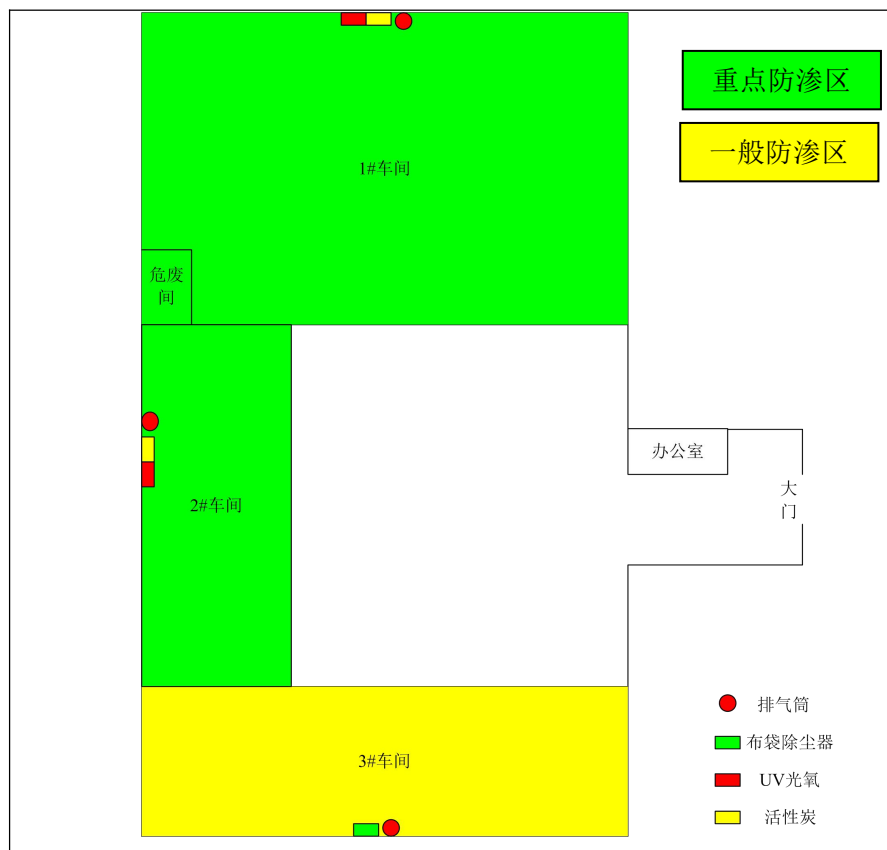 重点防渗区
一般防渗区
1#车间
危废
间
办公室
大
门
2#车间
排气筒
布袋除尘器
3#车间
UV光氧
活性炭